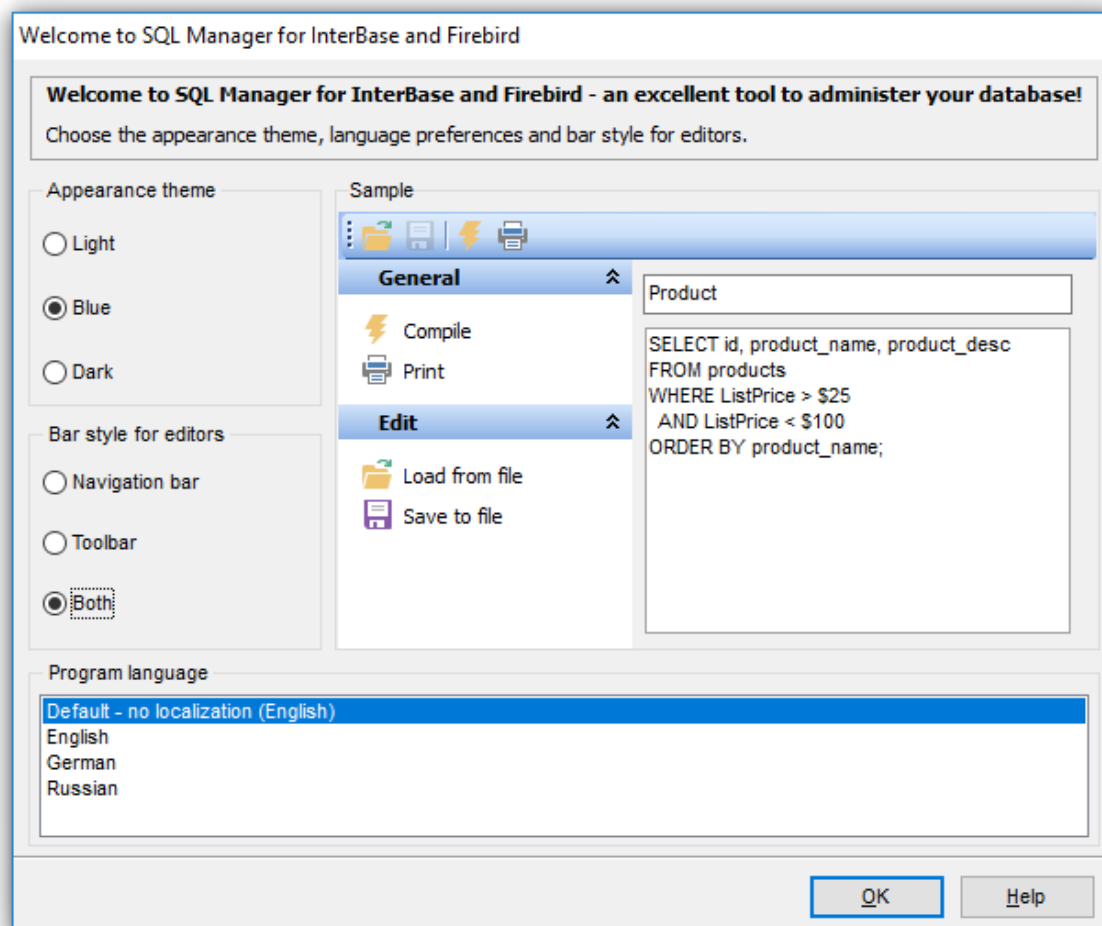 Welcome to SQL Manager for InterBase and Firebird
Welcome to SQL Manager for InterBase and Firebird - an excellent tool to administer your database!
Choose the appearance theme, language preferences and bar style for editors.
Appearance theme
Light
Blue
Dark
Bar style for editors
Navigation bar
Toolbar
Both
Sample
General
Compile
Print
Edit
Load from file
Save to file
Product
SELECT id, product_name, product_desc
FROM products
WHERE ListPrice > $25
AND ListPrice < $100
ORDER BY product_name;
Program language
Default - no localization (English)
English
German
Russian
OK
Help